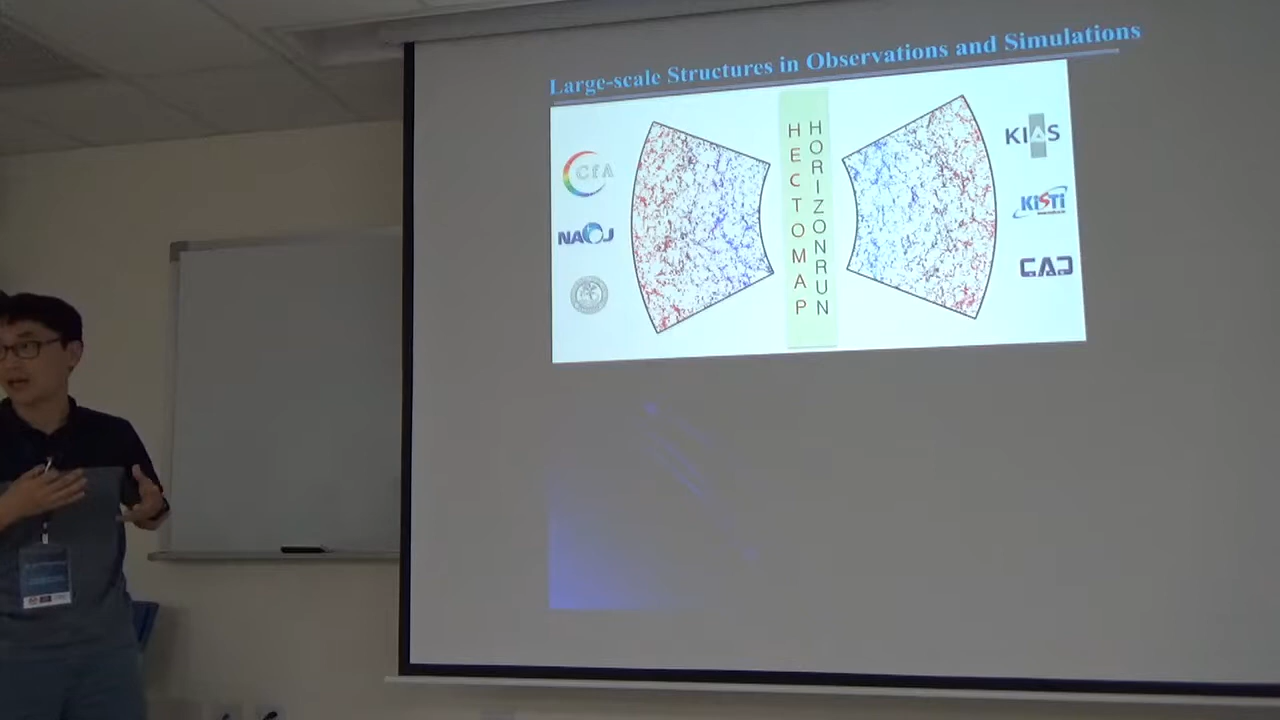 Large-scale Structures in Observations and Simulations
CfA
NAOJ
HECTOMAP
HORIZONRUN
KIAS
KiSTi
CAC